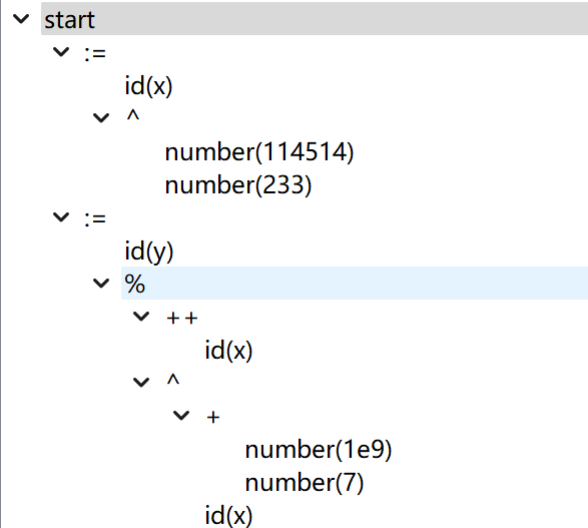 start
:=
id(x)
^
number(114514)
number(233)
:=
id(y)
%
++
id(x)
^
+
number(1e9)
number(7)
id(x)